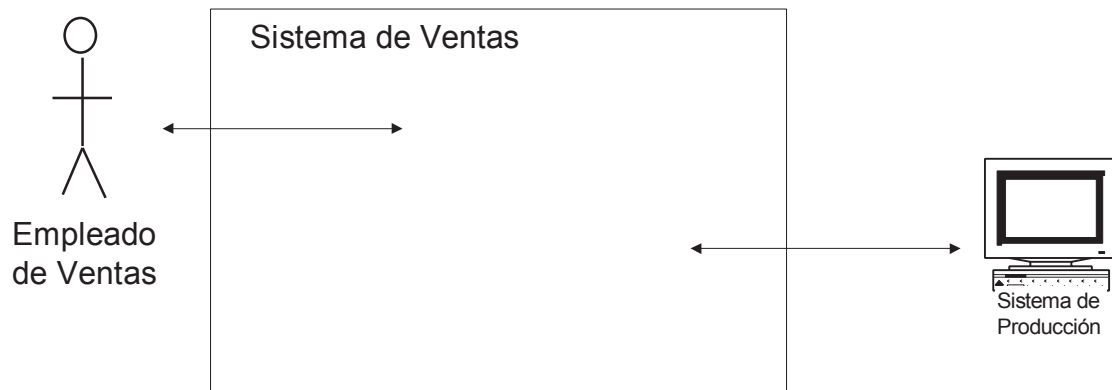 Sistema de Ventas
Empleado
de Ventas
Sistema de
Producción